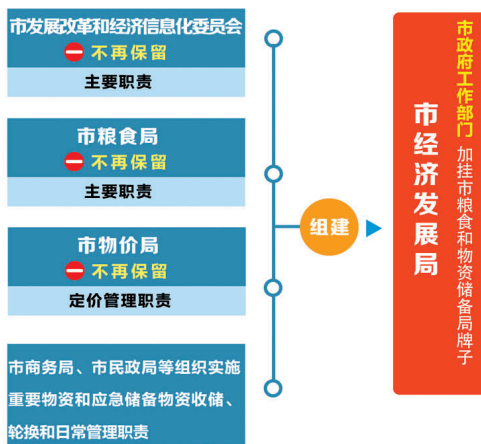 市发展改革和经济信息化委员会
不再保留
主要职责
市粮食局
不再保留
主要职责
市物价局
不再保留
定价管理职责
市商务局、市民政局等组织实施
重要物资和应急储备物资收储、
轮换和日常管理职责
组建
市经济发展局
市政府工作部门 加挂市粮食和物资储备局牌子